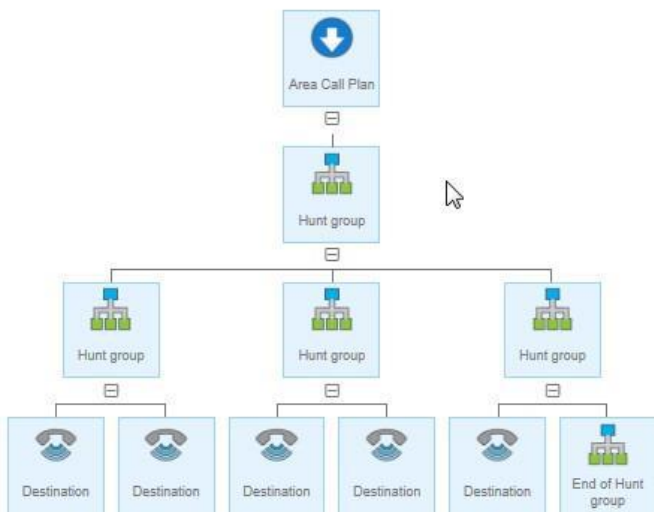 Area Call Plan
Hunt group
Hunt group
Hunt group
Hunt group
Destination
Destination
Destination
Destination
Destination
End of Hunt
group